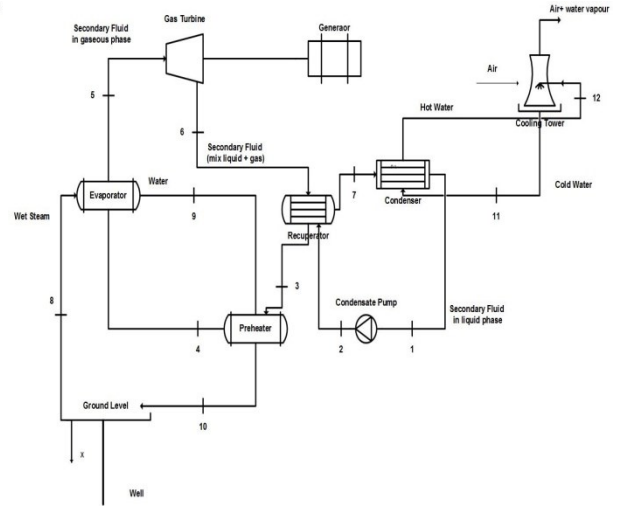 Air+ water vapour
Gas Turbine
Secondary Fluid
in gaseous phase
Generaor
Air
5
12
Hot Water
6
Cooling Tower
Secondary Fluid
(mix liquid + gas)
7
Water
Evaporator
Condenser
Cold Water
9
11
Wet Steam
Recuperator
3
8
Condensate Pump
Secondary Fluid
in liquid phase
Preheater
4
2
1
Ground Level
10
x
Well